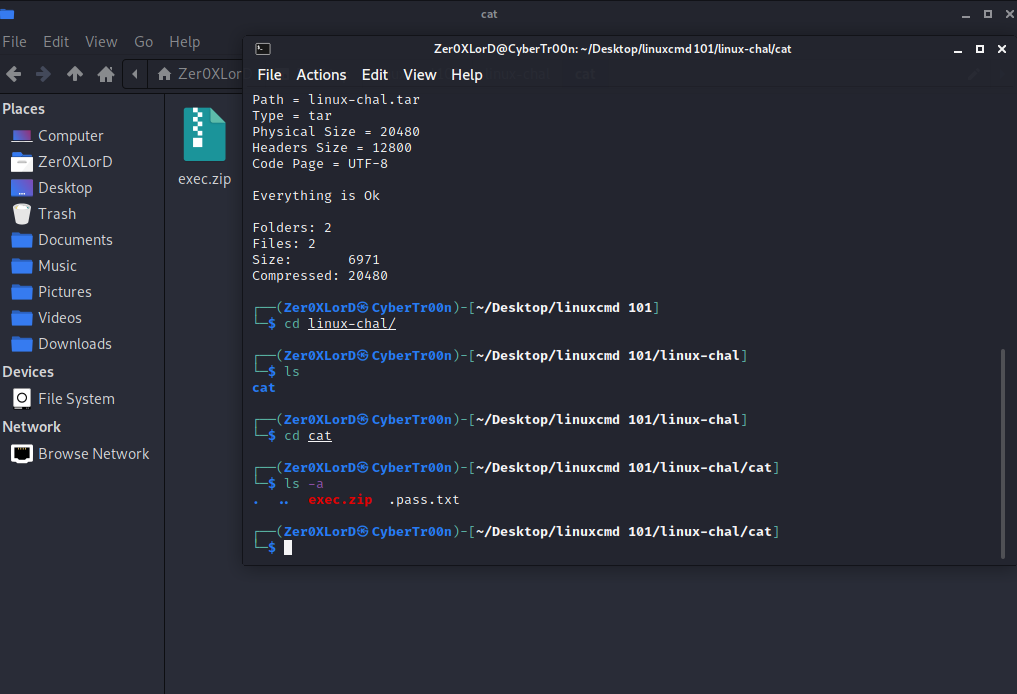 cat
File Edit View Go Help
Zer0XLor
Places
Computer
Zer0XLorD
Desktop
Trash
Documents
Music
Pictures
Videos
Downloads
Devices
File System
Network
Browse Network
exec.zip
Zer0XLorD@CyberTr00n: ~/Desktop/linuxcmd 101/linux-chal/cat
File Actions Edit View Help
Path = linux-chal.tar
Type = tar
Physical Size = 20480
Headers Size = 12800
Code Page = UTF-8
Everything is Ok
Folders: 2
Files: 2
Size: 6971
Compressed: 20480
┌──(Zer0XLorD㉿CyberTr00n)-[~/Desktop/linuxcmd 101]
└─$ cd linux-chal/
┌──(Zer0XLorD㉿CyberTr00n)-[~/Desktop/linuxcmd 101/linux-chal]
└─$ ls
cat
┌──(Zer0XLorD㉿CyberTr00n)-[~/Desktop/linuxcmd 101/linux-chal]
└─$ cd cat
┌──(Zer0XLorD㉿CyberTr00n)-[~/Desktop/linuxcmd 101/linux-chal/cat]
└─$ ls -a
. .. exec.zip .pass.txt
┌──(Zer0XLorD㉿CyberTr00n)-[~/Desktop/linuxcmd 101/linux-chal/cat]
└─$